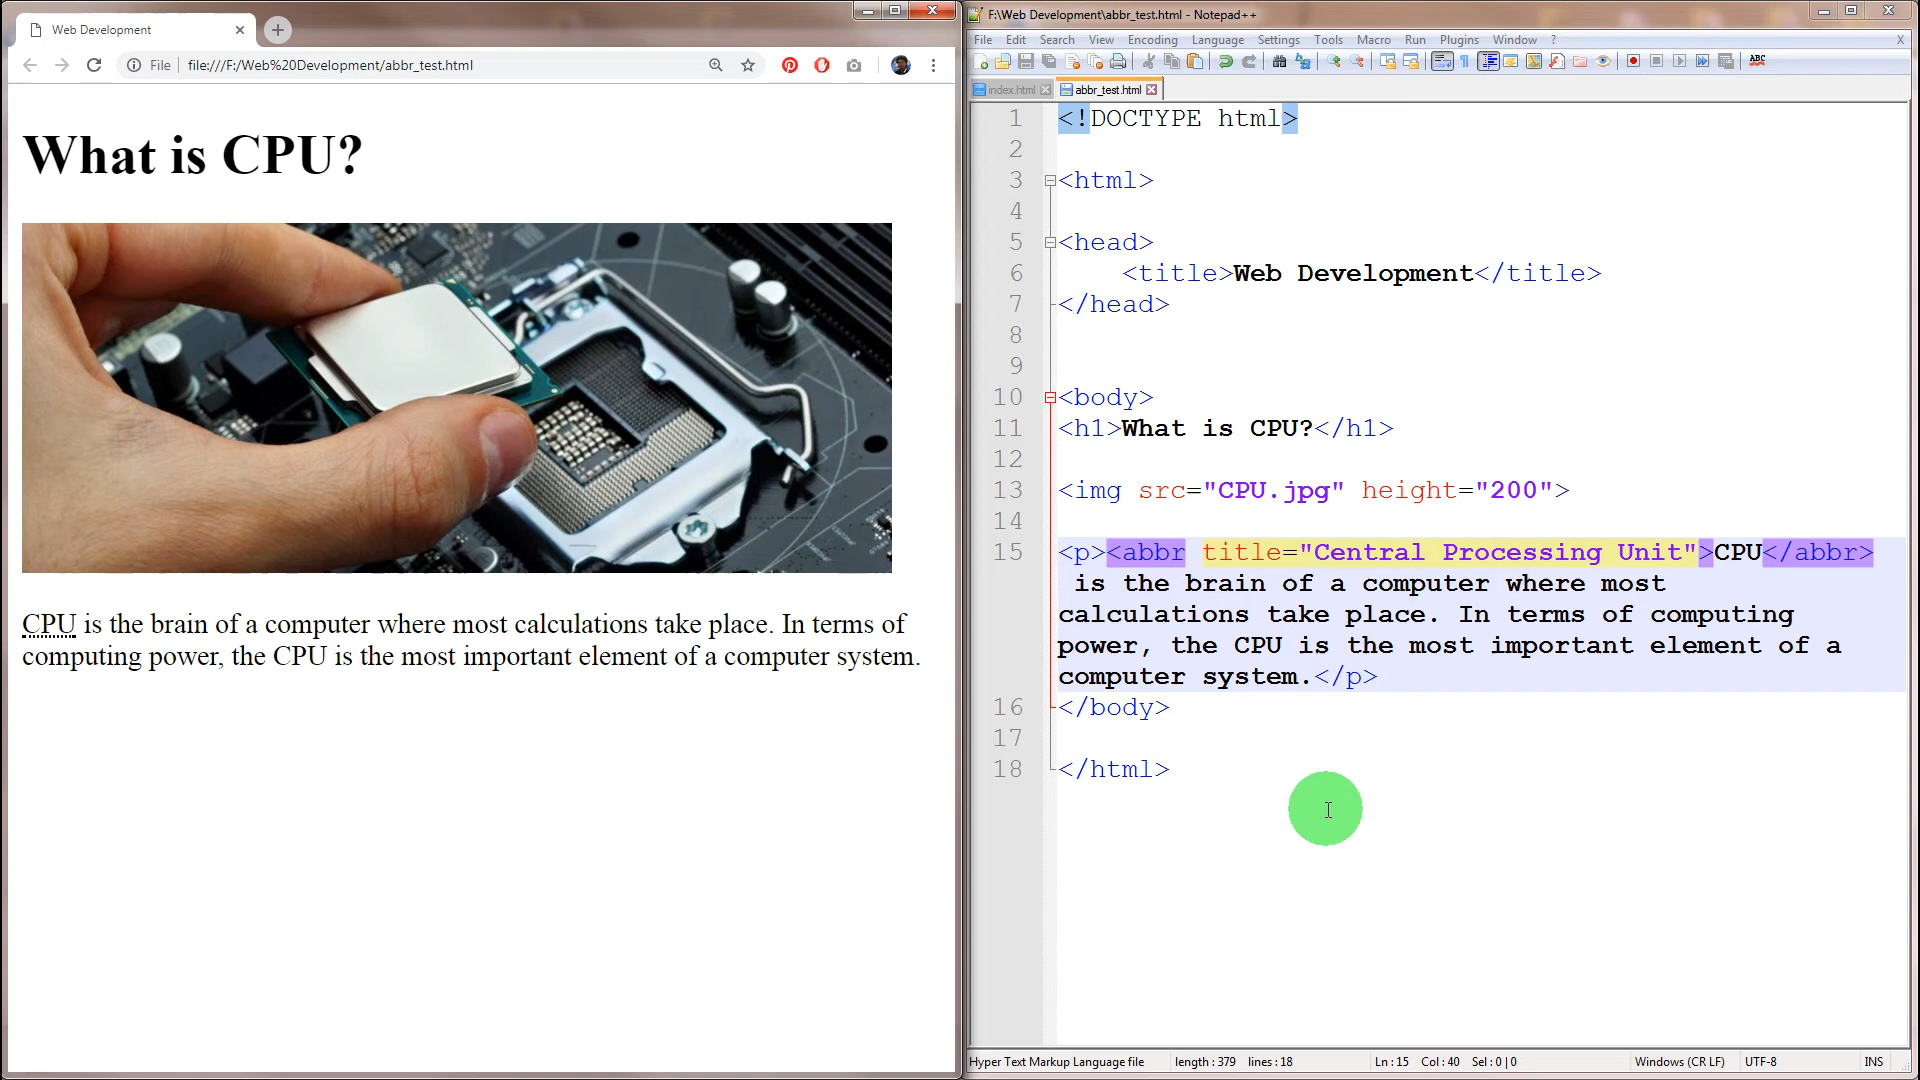 Web Development
File
file:///F:/Web%20Development/abbr_test.html
What is CPU?
CPU is the brain of a computer where most calculations take place. In terms of
computing power, the CPU is the most important element of a computer system.
F:\Web Development\abbr_test.html - Notepad++
File Edit Search View Encoding Language Settings Tools Macro Run Plugins Window ? X
ABC
index.html abbr_test.html
1 <!DOCTYPE html>
2
3 <html>
4
5 <head>
6 <title>Web Development</title>
7 </head>
8
9
10 <body>
11 <h1>What is CPU?</h1>
12
13 <img src="CPU.jpg" height="200">
14
15 <p><abbr title="Central Processing Unit">CPU</abbr>
is the brain of a computer where most
calculations take place. In terms of computing
power, the CPU is the most important element of a
computer system.</p>
16 </body>
17
18 </html>
Hyper Text Markup Language file length : 379 lines : 18 Ln : 15 Col : 40 Sel : 0 | 0 Windows (CR LF) UTF-8 INS